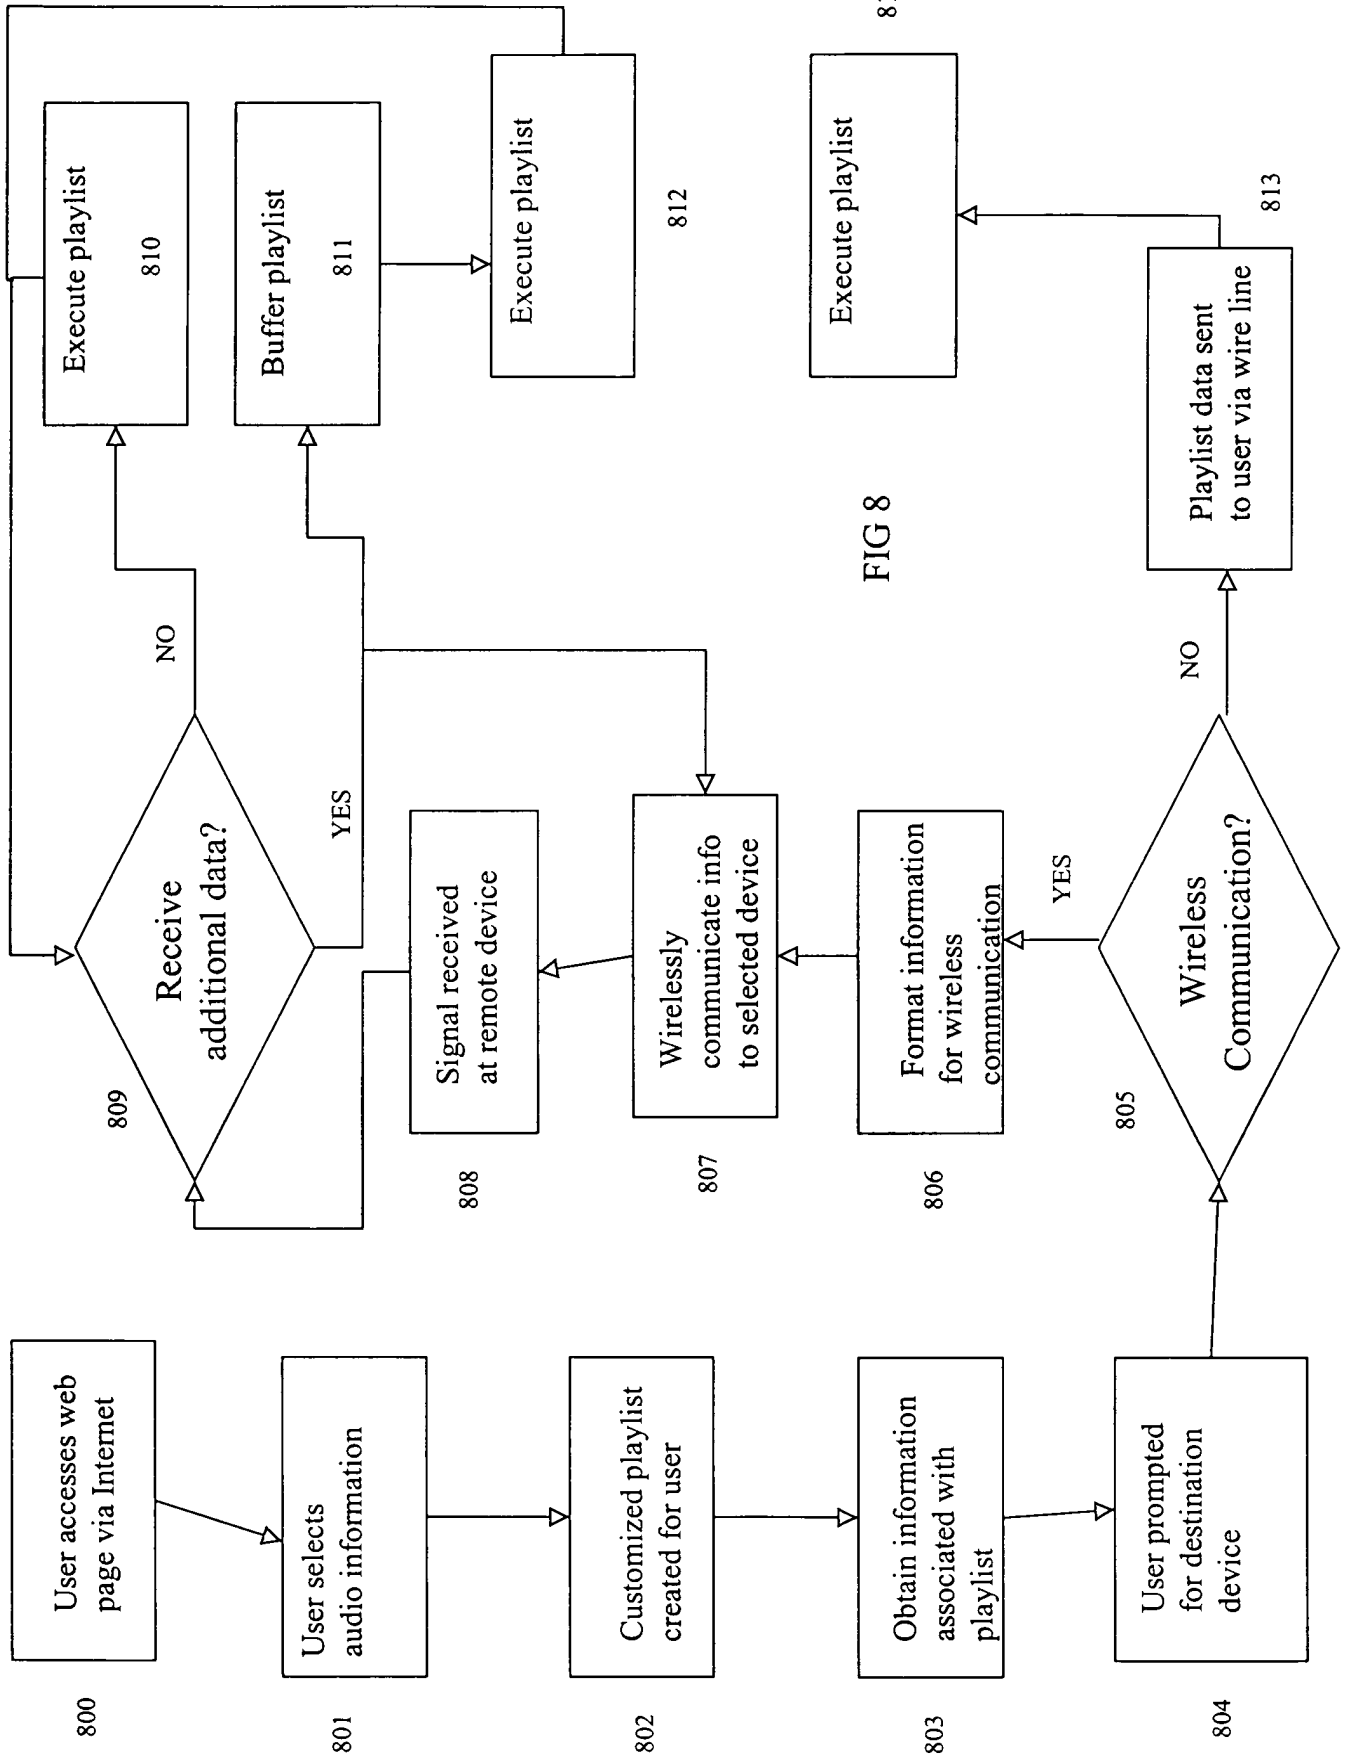 800
User accesses web
page via Internet
801
User selects
audio information
802
Customized playlist
created for user
803
Obtain information
associated with
playlist
804
User prompted
for destination
device
805
Wireless
Communication?
YES
NO
806
Format information
for wireless
communication
807
Wirelessly
communicate info
to selected device
808
Signal received
at remote device
809
Receive
additional data?
NO
YES
Execute playlist
810
Buffer playlist
811
Execute playlist
812
Playlist data sent
to user via wire line
813
Execute playlist
FIG 8